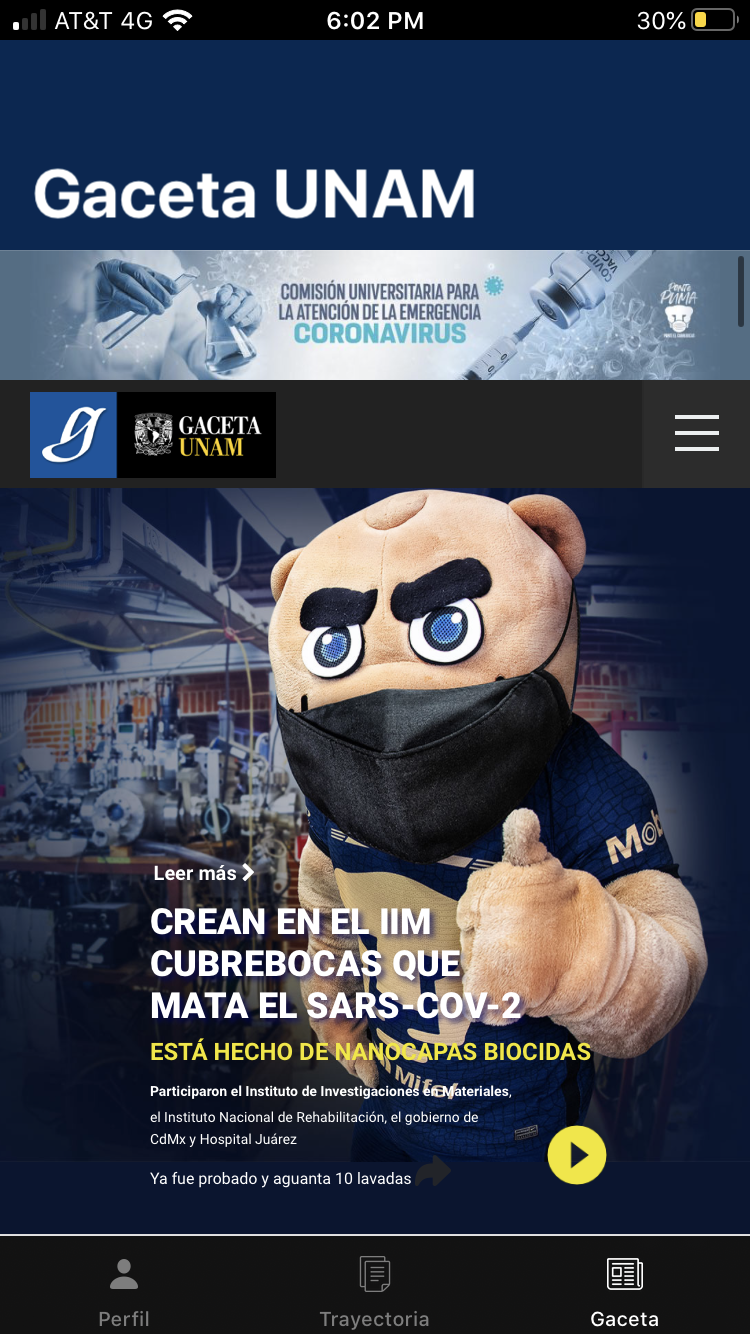 AT&T 4G
6:02 PM
30%
Gaceta UNAM
COMISIÓN UNIVERSITARIA PARA
LA ATENCIÓN DE LA EMERGENCIA
CORONAVIRUS
COVID
VACC
PONTE
PUMA
g
GACETA
UNAM
Mob
Leer más
CREAN EN EL IIM
CUBREBOCAS QUE
MATA EL SARS-COV-2
ESTÁ HECHO DE NANOCAPAS BIOCIDAS
Mifel
Participaron el Instituto de Investigaciones en Materiales,
el Instituto Nacional de Rehabilitación, el gobierno de
CdMx y Hospital Juárez
Ya fue probado y aguanta 10 lavadas
Perfil
Trayectoria
Gaceta